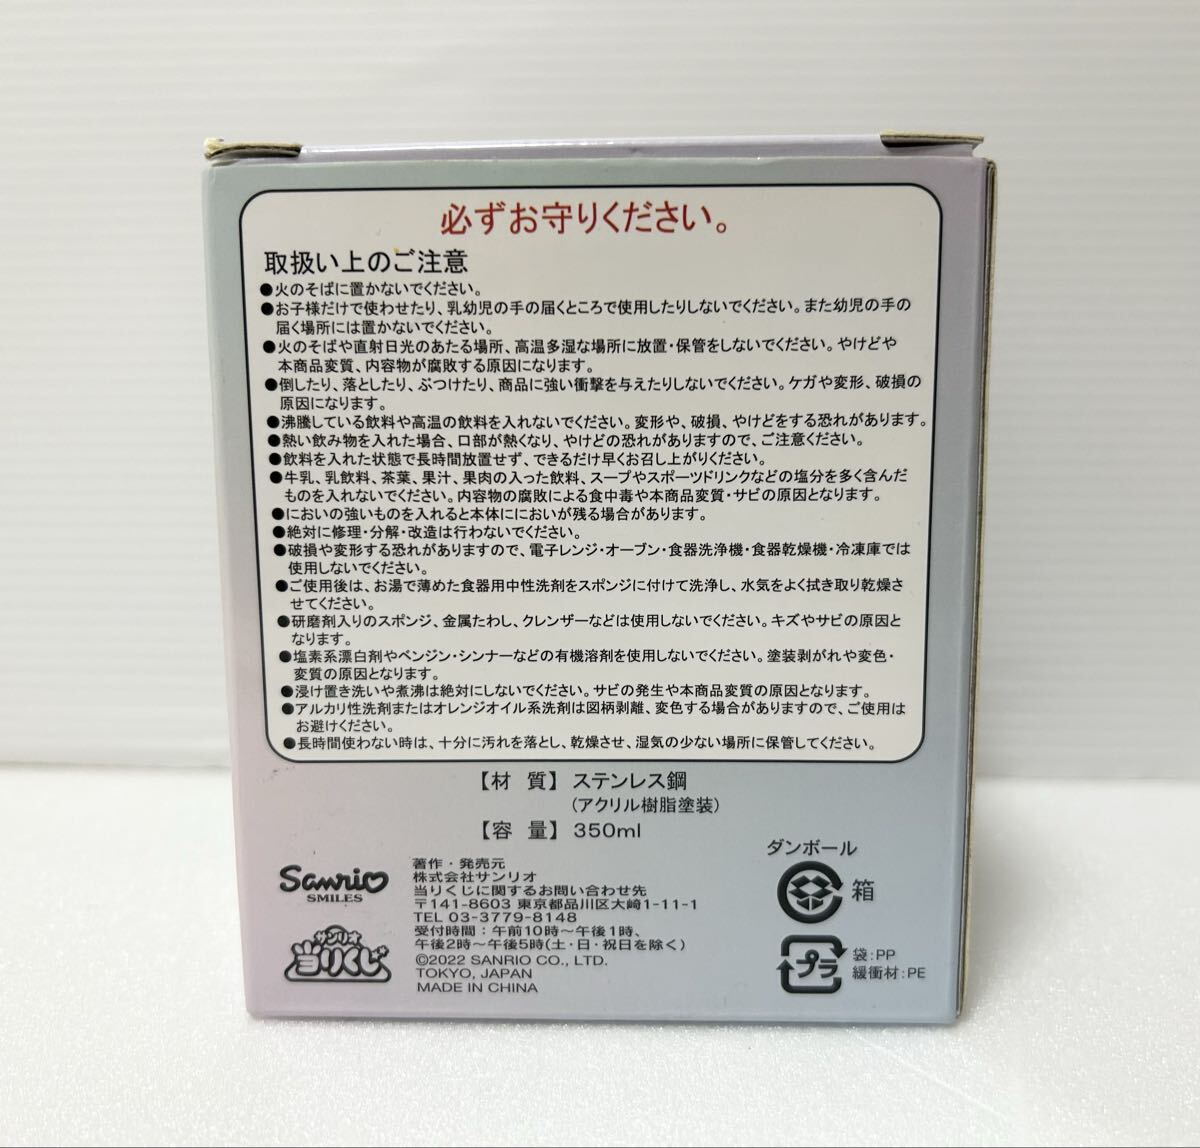 必ずお守りください。
取扱い上のご注意
●火のそばに置かないでください。
●お子様だけで使わせたり、乳幼児の手の届くところで使用したりしないでください。また幼児の手の
届く場所には置かないでください。
●火のそばや直射日光のあたる場所、高温多湿な場所に放置・保管をしないでください。やけどや
本商品変質、内容物が腐敗する原因になります。
●倒したり、落としたり、ぶつけたり、商品に強い衝撃を与えたりしないでください。ケガや変形、破損の
原因になります。
●沸騰している飲料や高温の飲料を入れないでください。変形や、破損、やけどをする恐れがあります。
●熱い飲み物を入れた場合、口部が熱くなり、やけどの恐れがありますので、ご注意ください。
●飲料を入れた状態で長時間放置せず、できるだけ早くお召し上がりください。
●牛乳、乳飲料、茶葉、果汁、果肉の入った飲料、スープやスポーツドリンクなどの塩分を多く含んだ
ものを入れないでください。内容物の腐敗による食中毒や本商品変質・サビの原因となります。
●においの強いものを入れると本体ににおいが残る場合があります。
●絶対に修理・分解・改造は行わないでください。
●破損や変形する恐れがありますので、電子レンジ・オーブン・食器洗浄機・食器乾燥機・冷凍庫では
使用しないでください。
●ご使用後は、お湯で薄めた食器用中性洗剤をスポンジに付けて洗浄し、水気をよく拭き取り乾燥さ
せてください。
●研磨剤入りのスポンジ、金属たわし、クレンザーなどは使用しないでください。キズやサビの原因と
なります。
●塩素系漂白剤やベンジン・シンナーなどの有機溶剤を使用しないでください。塗装剥がれや変色・
変質の原因となります。
●浸け置き洗いや煮沸は絶対にしないでください。サビの発生や本商品変質の原因となります。
●アルカリ性洗剤またはオレンジオイル系洗剤は図柄剥離、変色する場合がありますので、ご使用は
お避けください。
●長時間使わない時は、十分に汚れを落とし、乾燥させ、湿気の少ない場所に保管してください。
【材 質】 ステンレス鋼
(アクリル樹脂塗装)
【容 量】 350ml
Sanrio
SMILES
サンリオ
当りくじ
著作・発売元
株式会社サンリオ
当りくじに関するお問い合わせ先
〒141-8603 東京都品川区大崎1-11-1
TEL 03-3779-8148
受付時間：午前10時～午後1時、
午後2時～午後5時(土・日・祝日を除く)
©2022 SANRIO CO., LTD.
TOKYO, JAPAN
MADE IN CHINA
ダンボール
箱
プラ
袋：PP
緩衝材：PE